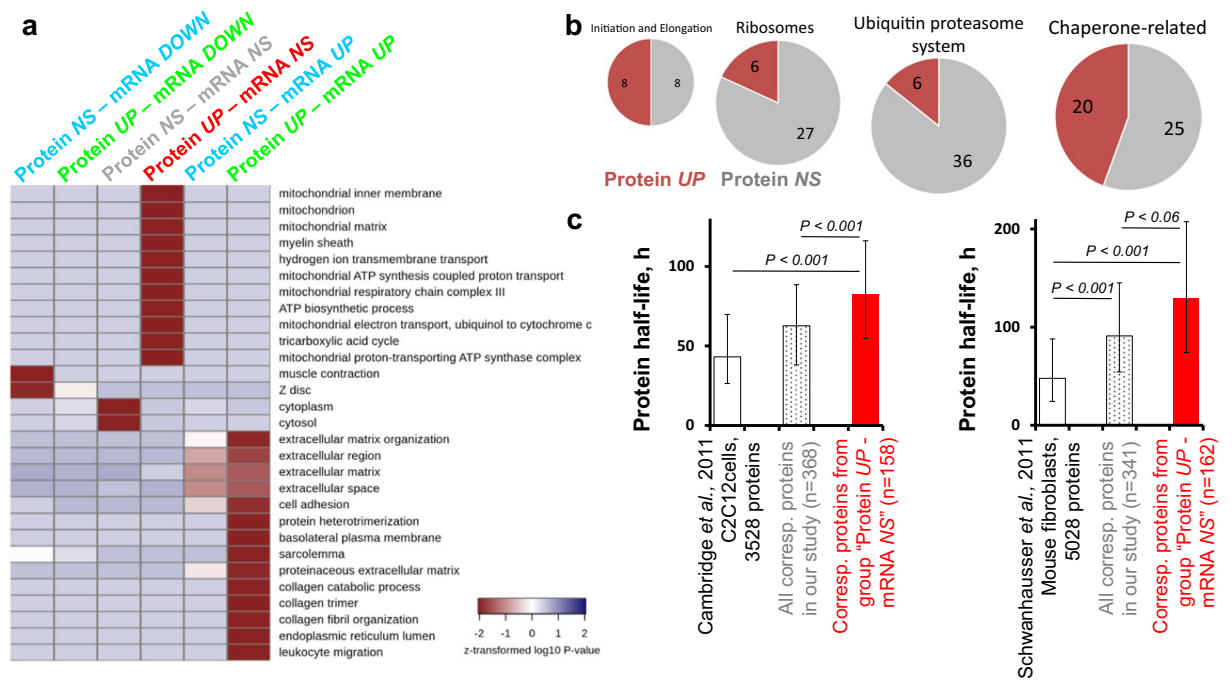 a
Protein NS – mRNA DOWN
Protein UP – mRNA DOWN
Protein NS – mRNA NS
Protein UP – mRNA NS
Protein NS – mRNA UP
Protein UP – mRNA UP
mitochondrial inner membrane
mitochondrion
mitochondrial matrix
myelin sheath
hydrogen ion transmembrane transport
mitochondrial ATP synthesis coupled proton transport
mitochondrial respiratory chain complex III
ATP biosynthetic process
mitochondrial electron transport, ubiquinol to cytochrome c
tricarboxylic acid cycle
mitochondrial proton-transporting ATP synthase complex
muscle contraction
Z disc
cytoplasm
cytosol
extracellular matrix organization
extracellular region
extracellular matrix
extracellular space
cell adhesion
protein heterotrimerization
basolateral plasma membrane
sarcolemma
proteinaceous extracellular matrix
collagen catabolic process
collagen trimer
collagen fibril organization
endoplasmic reticulum lumen
leukocyte migration
-2 -1 0 1 2
z-transformed log10 P-value
b
Initiation and Elongation
8 8
Ribosomes
6
27
Ubiquitin proteasome
system
6
36
Chaperone-related
20
25
Protein UP Protein NS
c
Protein half-life, h
100
50
0
P < 0.001
P < 0.001
Cambridge et al., 2011
C2C12cells,
3528 proteins
All corresp. proteins
in our study (n=368)
Corresp. proteins from
group “Protein UP -
mRNA NS” (n=158)
Protein half-life, h
200
100
0
P < 0.06
P < 0.001
P < 0.001
Schwanhausser et al., 2011
Mouse fibroblasts,
5028 proteins
All corresp. proteins
in our study (n=341)
Corresp. proteins from
group “Protein UP -
mRNA NS” (n=162)